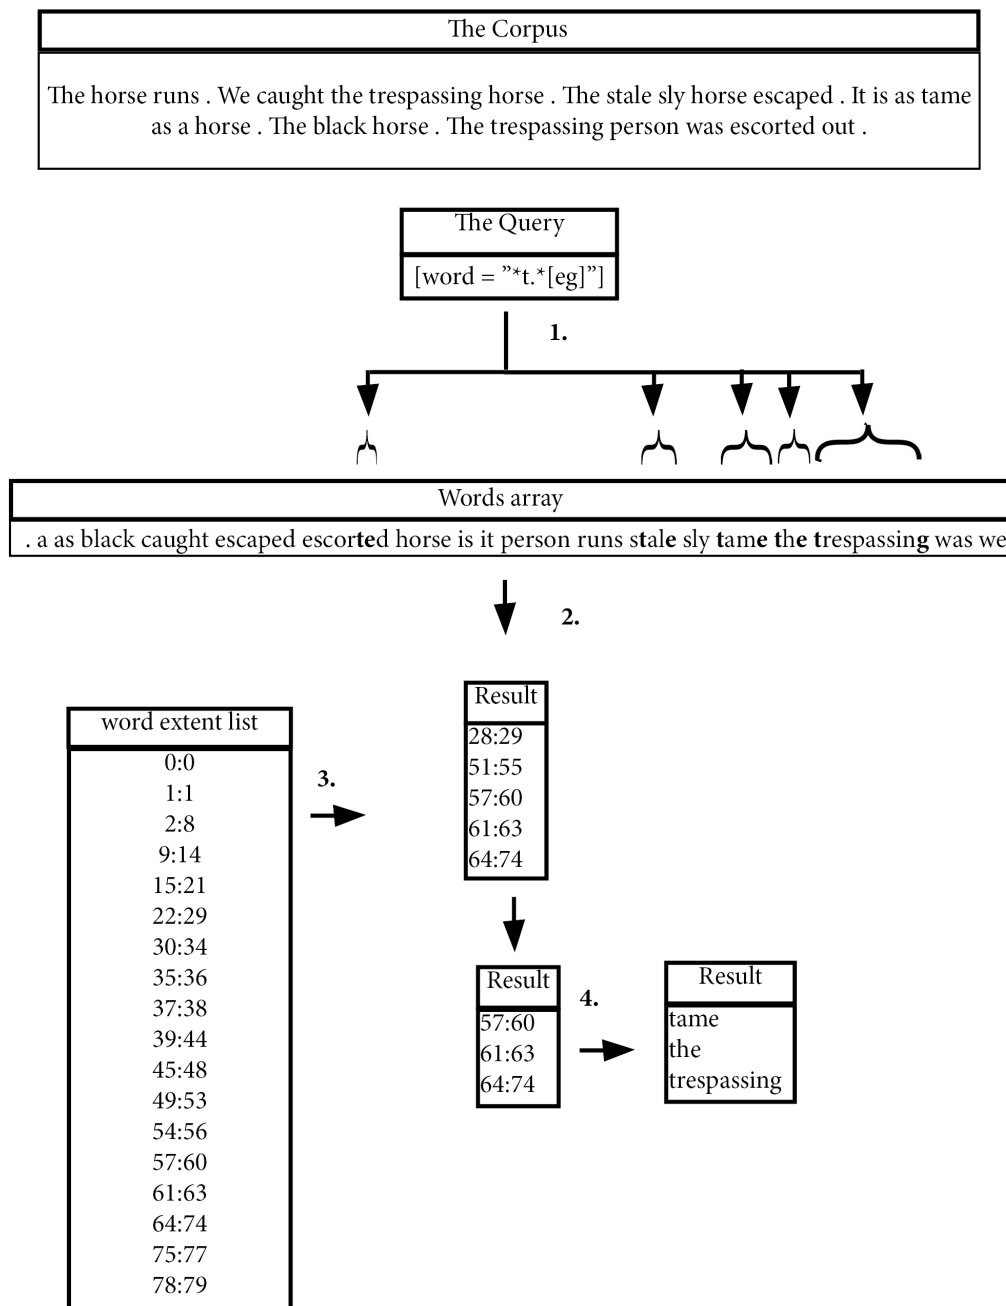 The Corpus
The horse runs . We caught the trespassing horse . The stale sly horse escaped . It is as tame
as a horse . The black horse . The trespassing person was escorted out .
The Query
[word = ”*t.*[eg]”]
1.
Words array
. a as black caught escaped escorted horse is it person runs stale sly tame the trespassing was we
2.
Result
28:29
51:55
57:60
61:63
64:74
word extent list
0:0
1:1
2:8
9:14
15:21
22:29
30:34
35:36
37:38
39:44
45:48
49:53
54:56
57:60
61:63
64:74
75:77
78:79
3.
Result
57:60
61:63
64:74
4.
Result
tame
the
trespassing